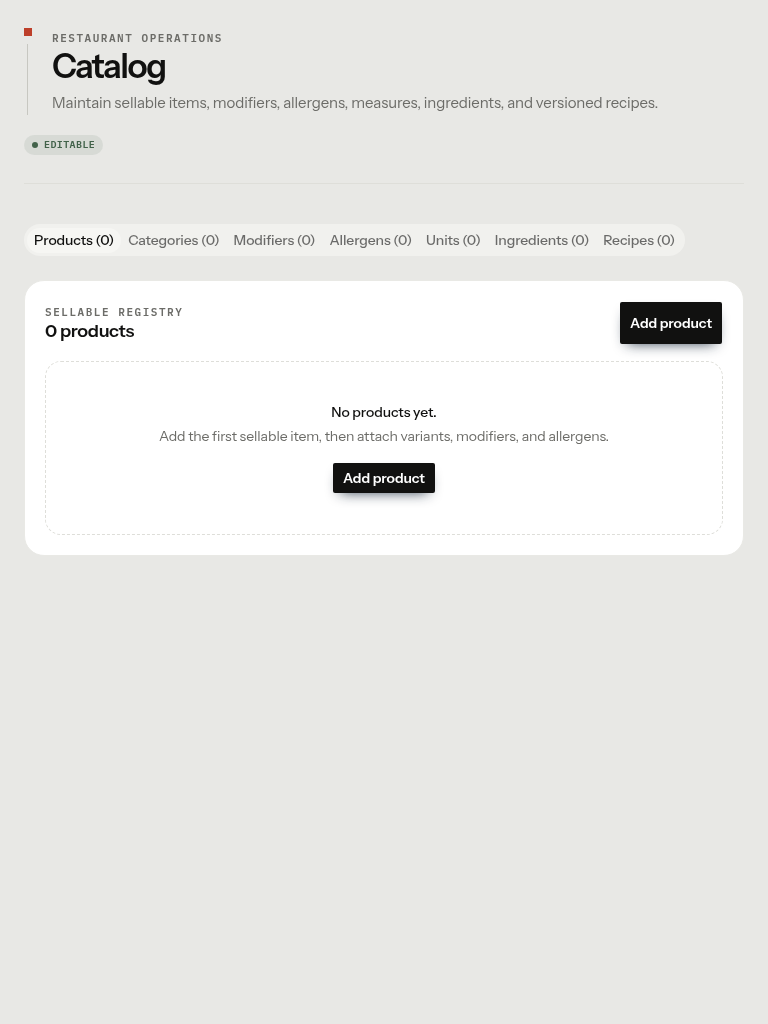 RESTAURANT OPERATIONS
Catalog
Maintain sellable items, modifiers, allergens, measures, ingredients, and versioned recipes.
EDITABLE
Products (0) Categories (0) Modifiers (0) Allergens (0) Units (0) Ingredients (0) Recipes (0)
SELLABLE REGISTRY
0 products
Add product
No products yet.
Add the first sellable item, then attach variants, modifiers, and allergens.
Add product